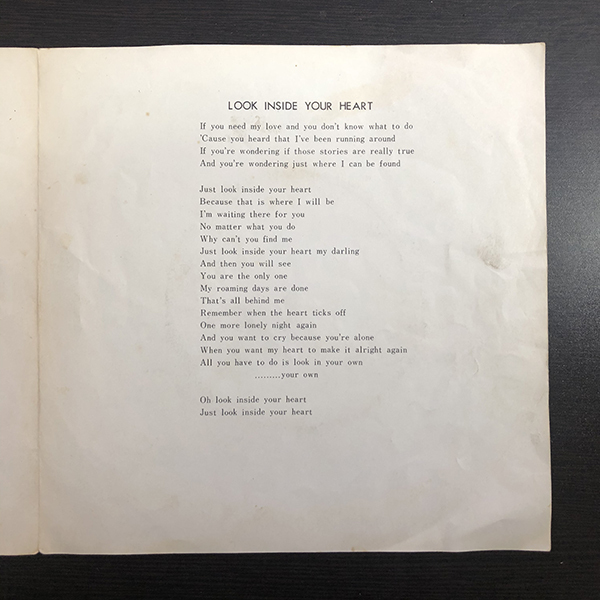 LOOK INSIDE YOUR HEART
If you need my love and you don't know what to do
'Cause you heard that I've been running around
If you're wondering if those stories are really true
And you're wondering just where I can be found
Just look inside your heart
Because that is where I will be
I'm waiting there for you
No matter what you do
Why can't you find me
Just look inside your heart my darling
And then you will see
You are the only one
My roaming days are done
That's all behind me
Remember when the heart ticks off
One more lonely night again
And you want to cry because you're alone
When you want my heart to make it alright again
All you have to do is look in your own
.........your own
Oh look inside your heart
Just look inside your heart